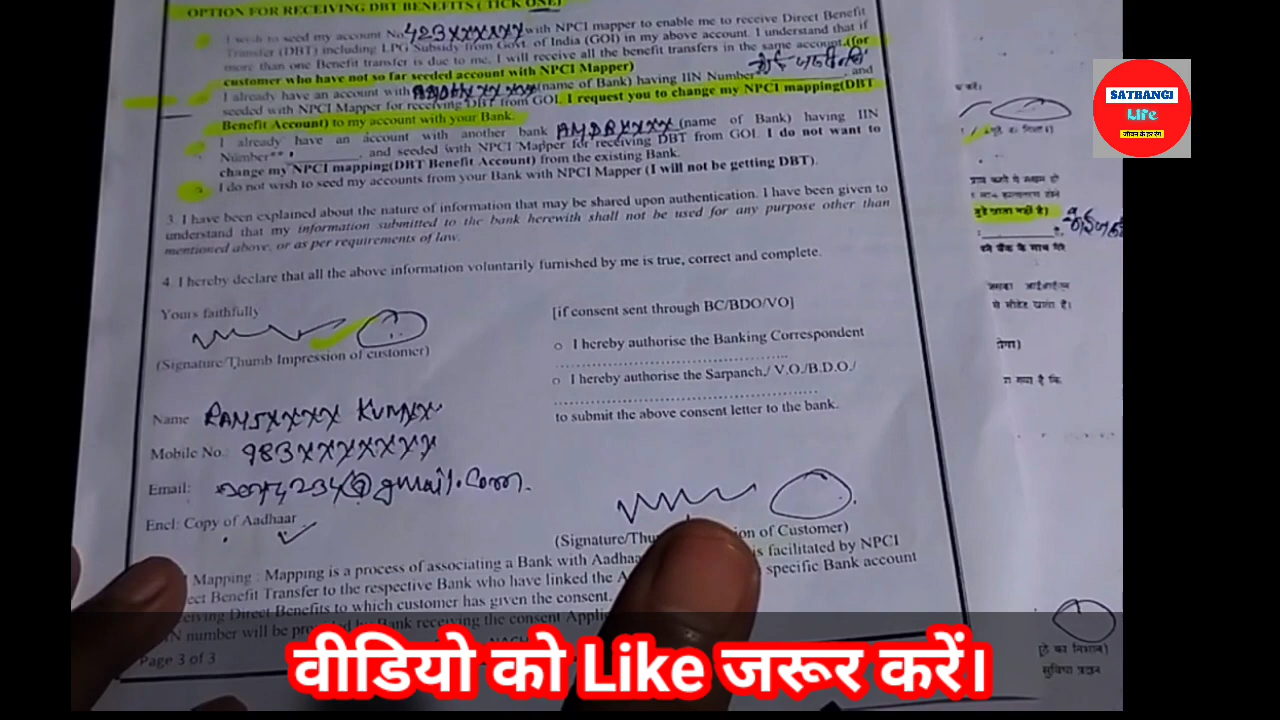 OPTION FOR RECEIVING DBT BENEFITS (TICK ONE)
I wish to seed my account No. 423XXXXXX with NPCI mapper to enable me to receive Direct Benefit
Transfer (DBT) including LPG Subsidy from Govt. of India (GOI) in my above account. I understand that if
more than one Benefit transfer is due to me, I will receive all the benefit transfers in the same account.(for
customer who have not so far seeded account with NPCI Mapper)
I already have an account with (name of Bank) having IIN Number , and
seeded with NPCI Mapper for receiving DBT from GOI. I request you to change my NPCI mapping(DBT
Benefit Account) to my account with your Bank.
I already have an account with another bank (name of Bank) having IIN
Number** , and seeded with NPCI Mapper for receiving DBT from GOI. I do not want to
change my NPCI mapping(DBT Benefit Account) from the existing Bank.
I do not wish to seed my accounts from your Bank with NPCI Mapper (I will not be getting DBT).
3. I have been explained about the nature of information that may be shared upon authentication. I have been given to
understand that my information submitted to the bank herewith shall not be used for any purpose other than
mentioned above, or as per requirements of law.
4. I hereby declare that all the above information voluntarily furnished by me is true, correct and complete.
Yours faithfully
(Signature/Thumb Impression of customer)
Name RAMSXXXX KUMXX
Mobile No. 983XXXXXXX
Email: @gmail.com
Encl: Copy of Aadhaar
[if consent sent through BC/BDO/VO]
o I hereby authorise the Banking Correspondent
o I hereby authorise the Sarpanch./ V.O./B.D.O./
to submit the above consent letter to the bank.
(Signature/Thu ion of Customer)
Mapping : Mapping is a process of associating a Bank with Aadhaa is facilitated by NPCI
ect Benefit Transfer to the respective Bank who have linked the A specific Bank account
eiving Direct Benefits to which customer has given the consent.
N number will be pro Bank receiving the consent Appli
Page 3 of 3
SATRANGI
Life
जीवन के हर रंग
जुड़े खाता नहीं है)
से सीडेड खाता है।
वीडियो को Like जरूर करें।